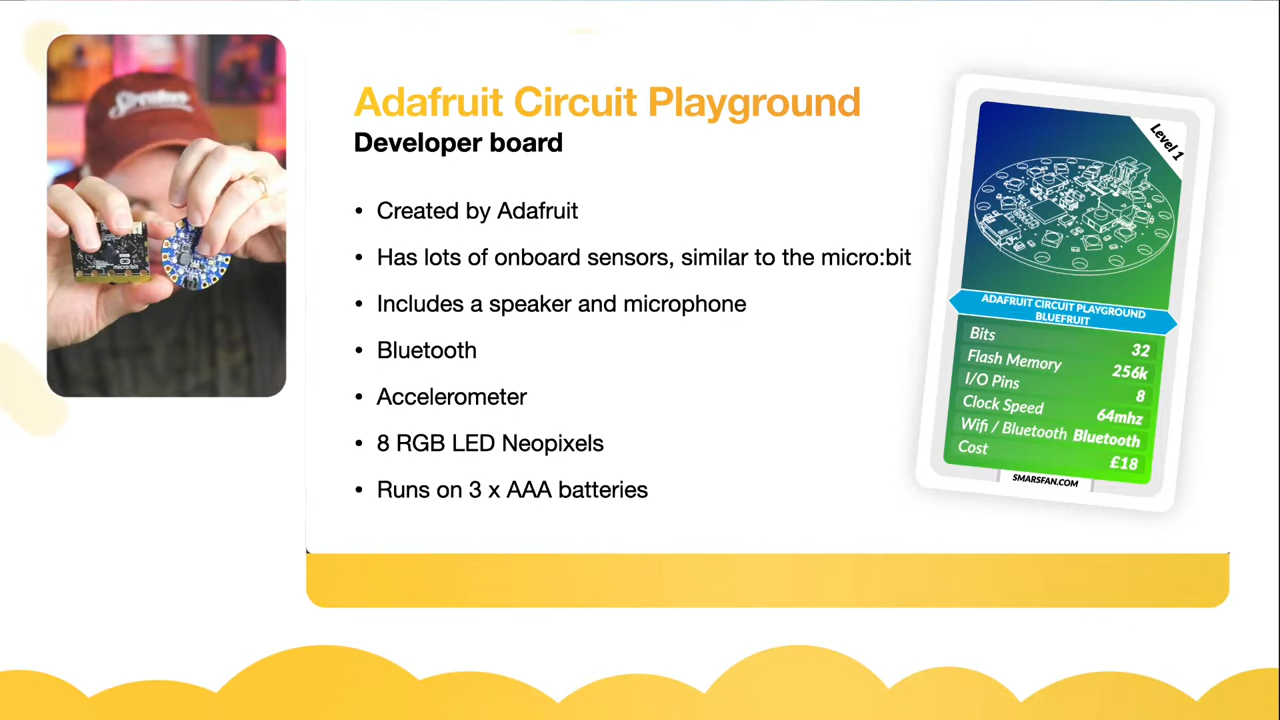 Adafruit Circuit Playground
Developer board
• Created by Adafruit
• Has lots of onboard sensors, similar to the micro:bit
• Includes a speaker and microphone
• Bluetooth
• Accelerometer
• 8 RGB LED Neopixels
• Runs on 3 x AAA batteries
micro:bit
Level 1
ADAFRUIT CIRCUIT PLAYGROUND
BLUEFRUIT
Bits 32
Flash Memory 256k
I/O Pins 8
Clock Speed 64mhz
Wifi / Bluetooth Bluetooth
Cost £18
SMARSFAN.COM